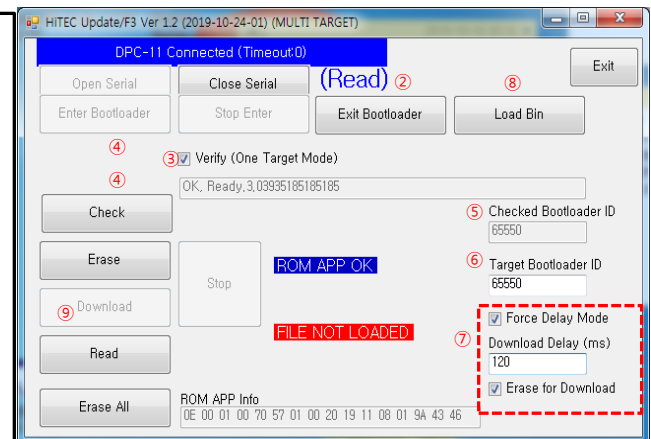 HiTEC Update/F3 Ver 1.2 (2019-10-24-01) (MULTI TARGET)
DPC-11 Connected (Timeout:0)
Exit
Open Serial
Close Serial
(Read)
②
⑧
Enter Bootloader
Stop Enter
Exit Bootloader
Load Bin
④
③ Verify (One Target Mode)
④
OK, Ready,3,03935185185185
Check
⑤ Checked Bootloader ID
65550
Erase
Stop
ROM APP OK
⑥ Target Bootloader ID
65550
⑨ Download
Force Delay Mode
FILE NOT LOADED
⑦
Download Delay (ms)
120
Read
Erase for Download
Erase All
ROM APP Info
0E 00 01 00 70 57 01 00 20 19 11 08 01 9A 43 46